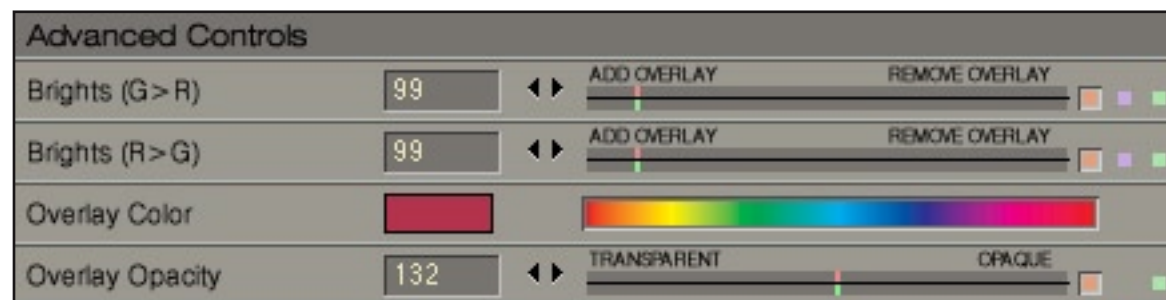 Advanced Controls
Brights (G>R) 99 ADD OVERLAY REMOVE OVERLAY
Brights (R>G) 99 ADD OVERLAY REMOVE OVERLAY
Overlay Color
Overlay Opacity 132 TRANSPARENT OPAQUE